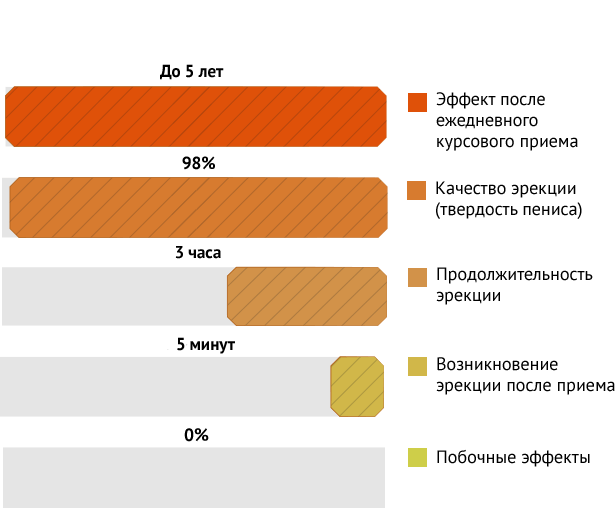 До 5 лет
Эффект после
ежедневного
курсового приема
98%
Качество эрекции
(твердость пениса)
3 часа
Продолжительность
эрекции
5 минут
Возникновение
эрекции после приема
0%
Побочные эффекты